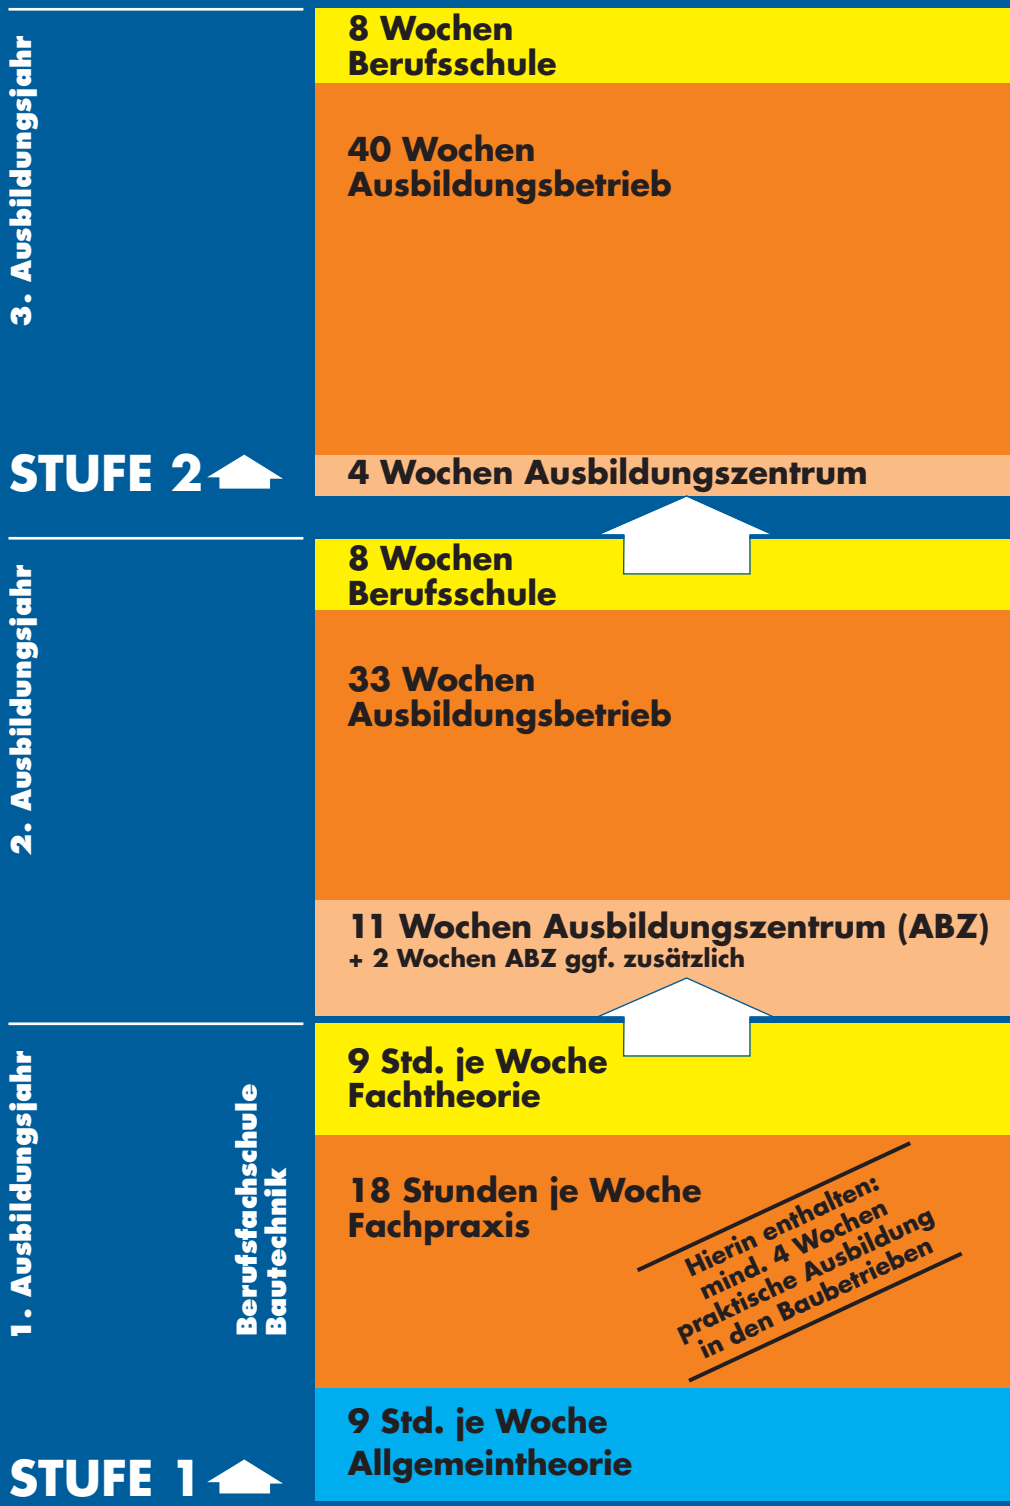 3. Ausbildungsjahr
8 Wochen
Berufsschule
40 Wochen
Ausbildungsbetrieb
STUFE 2
4 Wochen Ausbildungszentrum
2. Ausbildungsjahr
8 Wochen
Berufsschule
33 Wochen
Ausbildungsbetrieb
11 Wochen Ausbildungszentrum (ABZ)
+ 2 Wochen ABZ ggf. zusätzlich
1. Ausbildungsjahr
Berufsfachschule
Bautechnik
9 Std. je Woche
Fachtheorie
18 Stunden je Woche
Fachpraxis
Hierin enthalten:
mind. 4 Wochen
praktische Ausbildung
in den Baubetrieben
9 Std. je Woche
Allgemeintheorie
STUFE 1